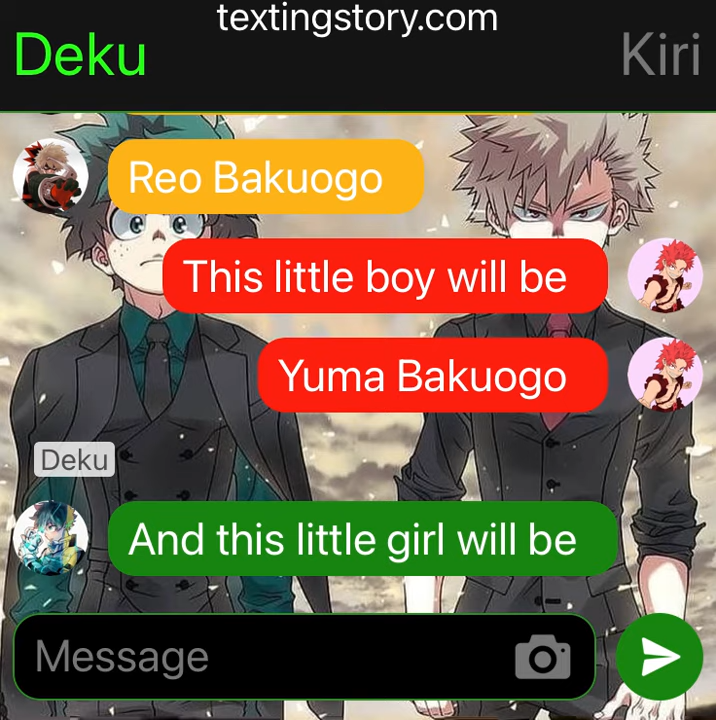 textingstory.com
Deku Kiri
Reo Bakuogo
This little boy will be
Yuma Bakuogo
Deku
And this little girl will be
Message